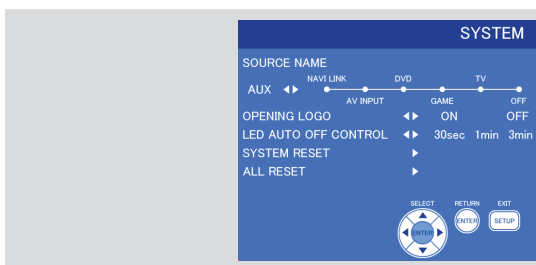 SYSTEM
SOURCE NAME
NAVI LINK DVD TV
AUX
AV INPUT GAME OFF
OPENING LOGO ON OFF
LED AUTO OFF CONTROL 30sec 1min 3min
SYSTEM RESET
ALL RESET
SELECT RETURN EXIT
ENTER ENTER SETUP